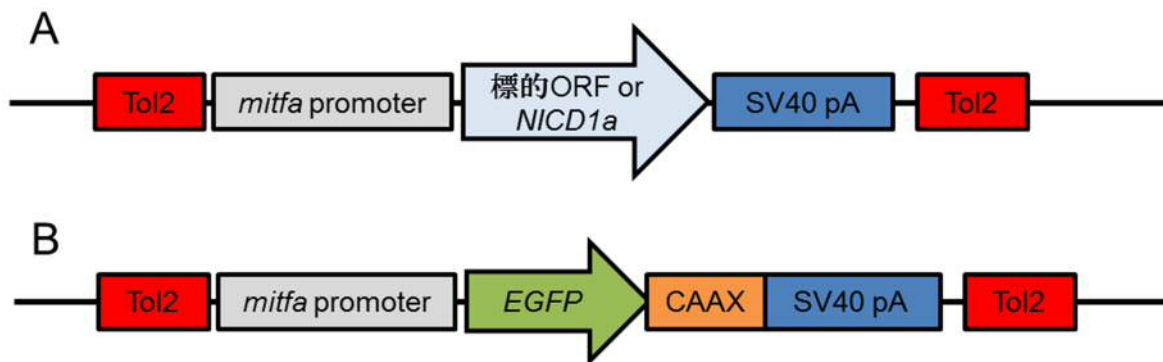 A
Tol2
mitfa promoter
標的ORF or
NICD1a
SV40 pA
Tol2
B
Tol2
mitfa promoter
EGFP
CAAX
SV40 pA
Tol2